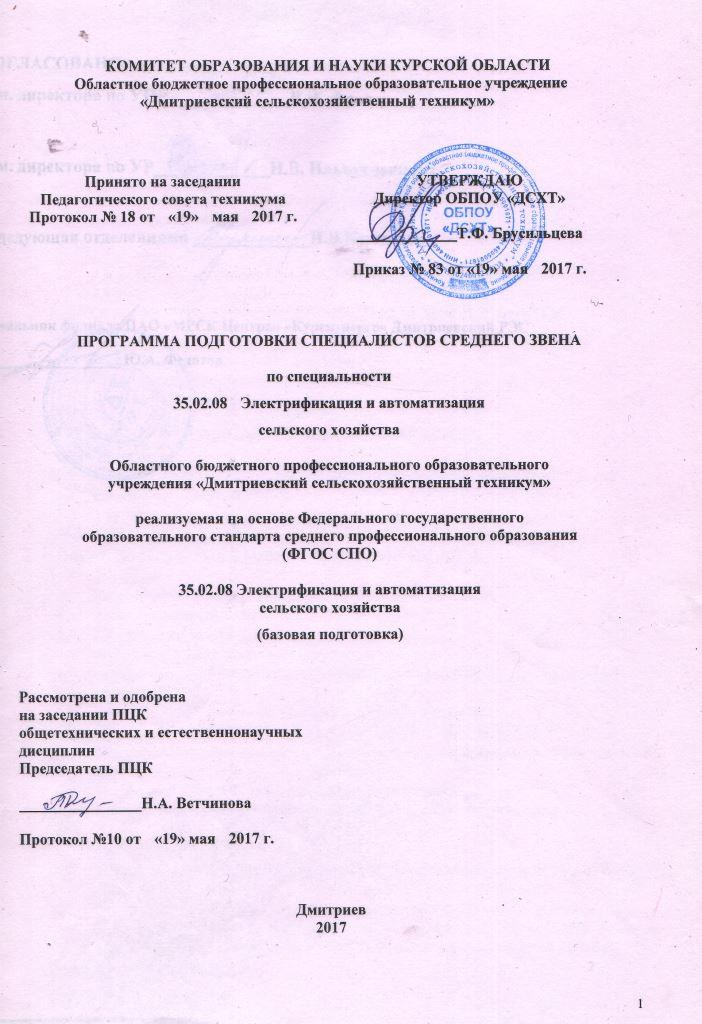 КОМИТЕТ ОБРАЗОВАНИЯ И НАУКИ КУРСКОЙ ОБЛАСТИ
Областное бюджетное профессиональное образовательное учреждение
«Дмитриевский сельскохозяйственный техникум»
Принято на заседании
Педагогического совета техникума
Протокол № 18 от «19» мая 2017 г.
УТВЕРЖДАЮ
Директор ОБПОУ «ДСХТ»
Т.Ф. Брусильцева
Приказ № 83 от «19» мая 2017 г.
ОБПОУ
«ДСХТ»
ПРОГРАММА ПОДГОТОВКИ СПЕЦИАЛИСТОВ СРЕДНЕГО ЗВЕНА
по специальности
35.02.08 Электрификация и автоматизация
сельского хозяйства
Областного бюджетного профессионального образовательного
учреждения «Дмитриевский сельскохозяйственный техникум»
реализуемая на основе Федерального государственного
образовательного стандарта среднего профессионального образования
(ФГОС СПО)
35.02.08 Электрификация и автоматизация
сельского хозяйства
(базовая подготовка)
Рассмотрена и одобрена
на заседании ПЦК
общетехнических и естественнонаучных
дисциплин
Председатель ПЦК
Н.А. Ветчинова
Протокол №10 от «19» мая 2017 г.
Дмитриев
2017
1